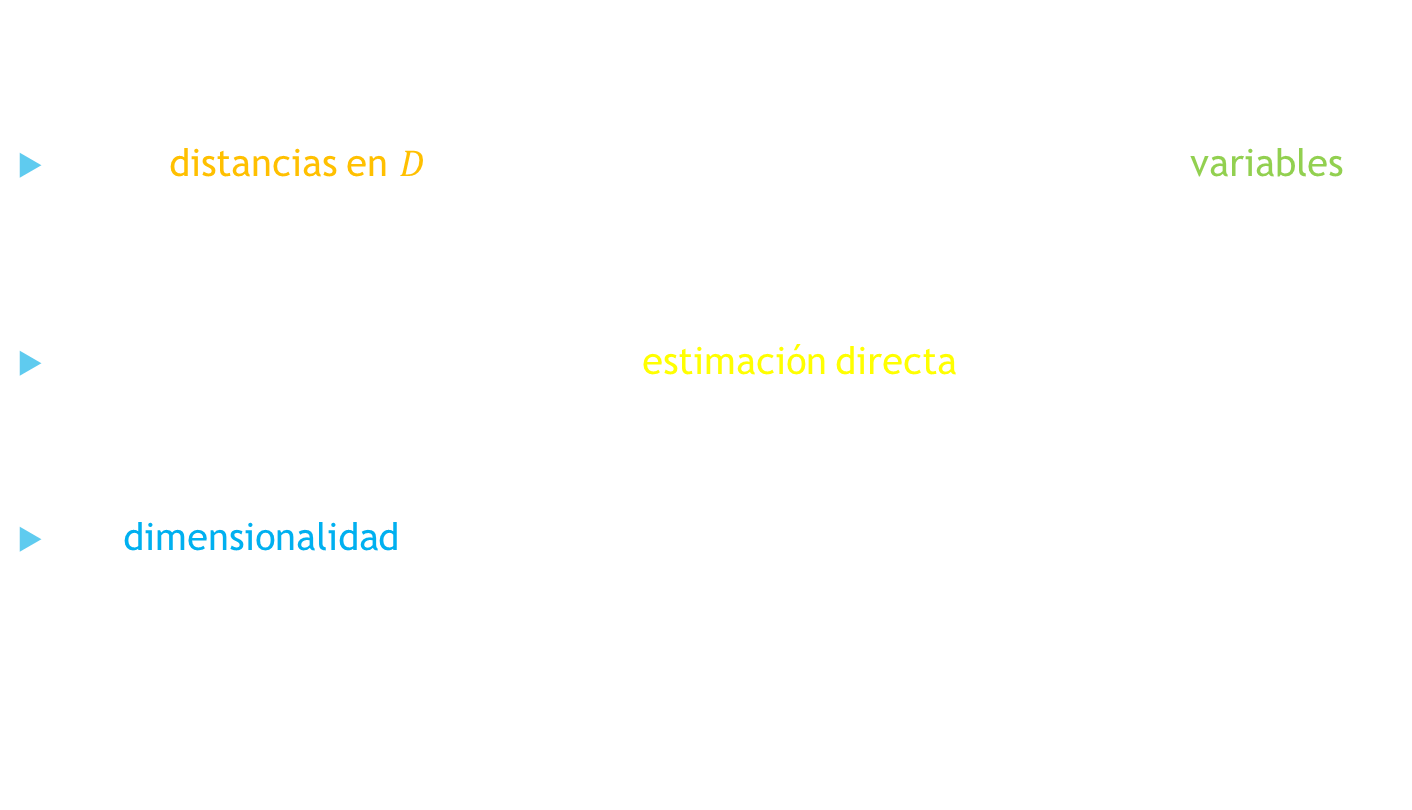 distancias en D variables
estimación directa
dimensionalidad